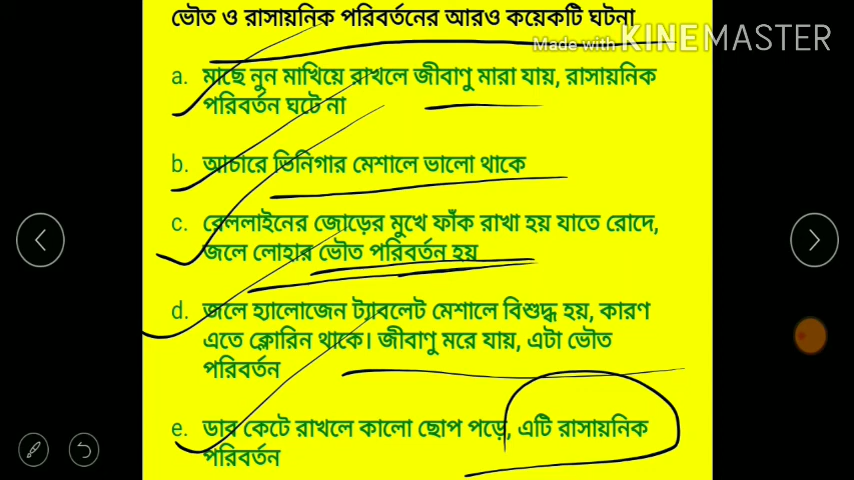 ভৌত ও রাসায়নিক পরিবর্তনের আরও কয়েকটি ঘটনা
Made with KINEMASTER
a. মাছে নুন মাখিয়ে রাখলে জীবাণু মারা যায়, রাসায়নিক
পরিবর্তন ঘটে না
b. আচারে ভিনিগার মেশালে ভালো থাকে
c. রেললাইনের জোড়ের মুখে ফাঁক রাখা হয় যাতে রোদে,
জলে লোহার ভৌত পরিবর্তন হয়
d. জলে হ্যালোজেন ট্যাবলেট মেশালে বিশুদ্ধ হয়, কারণ
এতে ক্লোরিন থাকে। জীবাণু মরে যায়, এটা ভৌত
পরিবর্তন
e. ডাব কেটে রাখলে কালো ছোপ পড়ে, এটি রাসায়নিক
পরিবর্তন